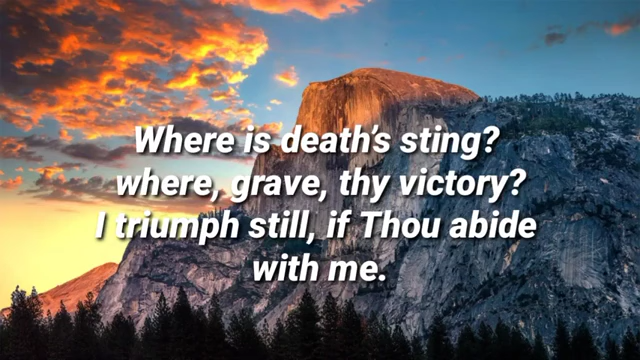 Where is death's sting?
where, grave, thy victory?
I triumph still, if Thou abide
with me.